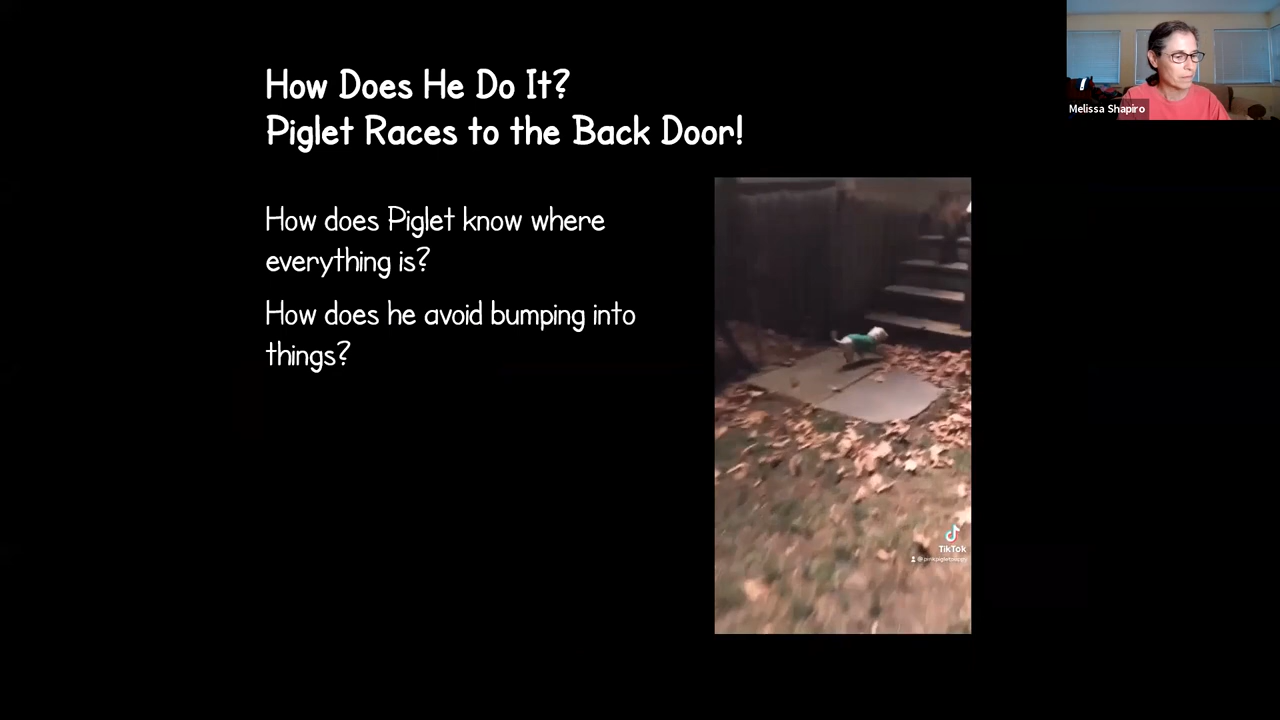 How Does He Do It?
Piglet Races to the Back Door!
How does Piglet know where
everything is?
How does he avoid bumping into
things?
Melissa Shapiro
TikTok
@pinkpigletpuppy